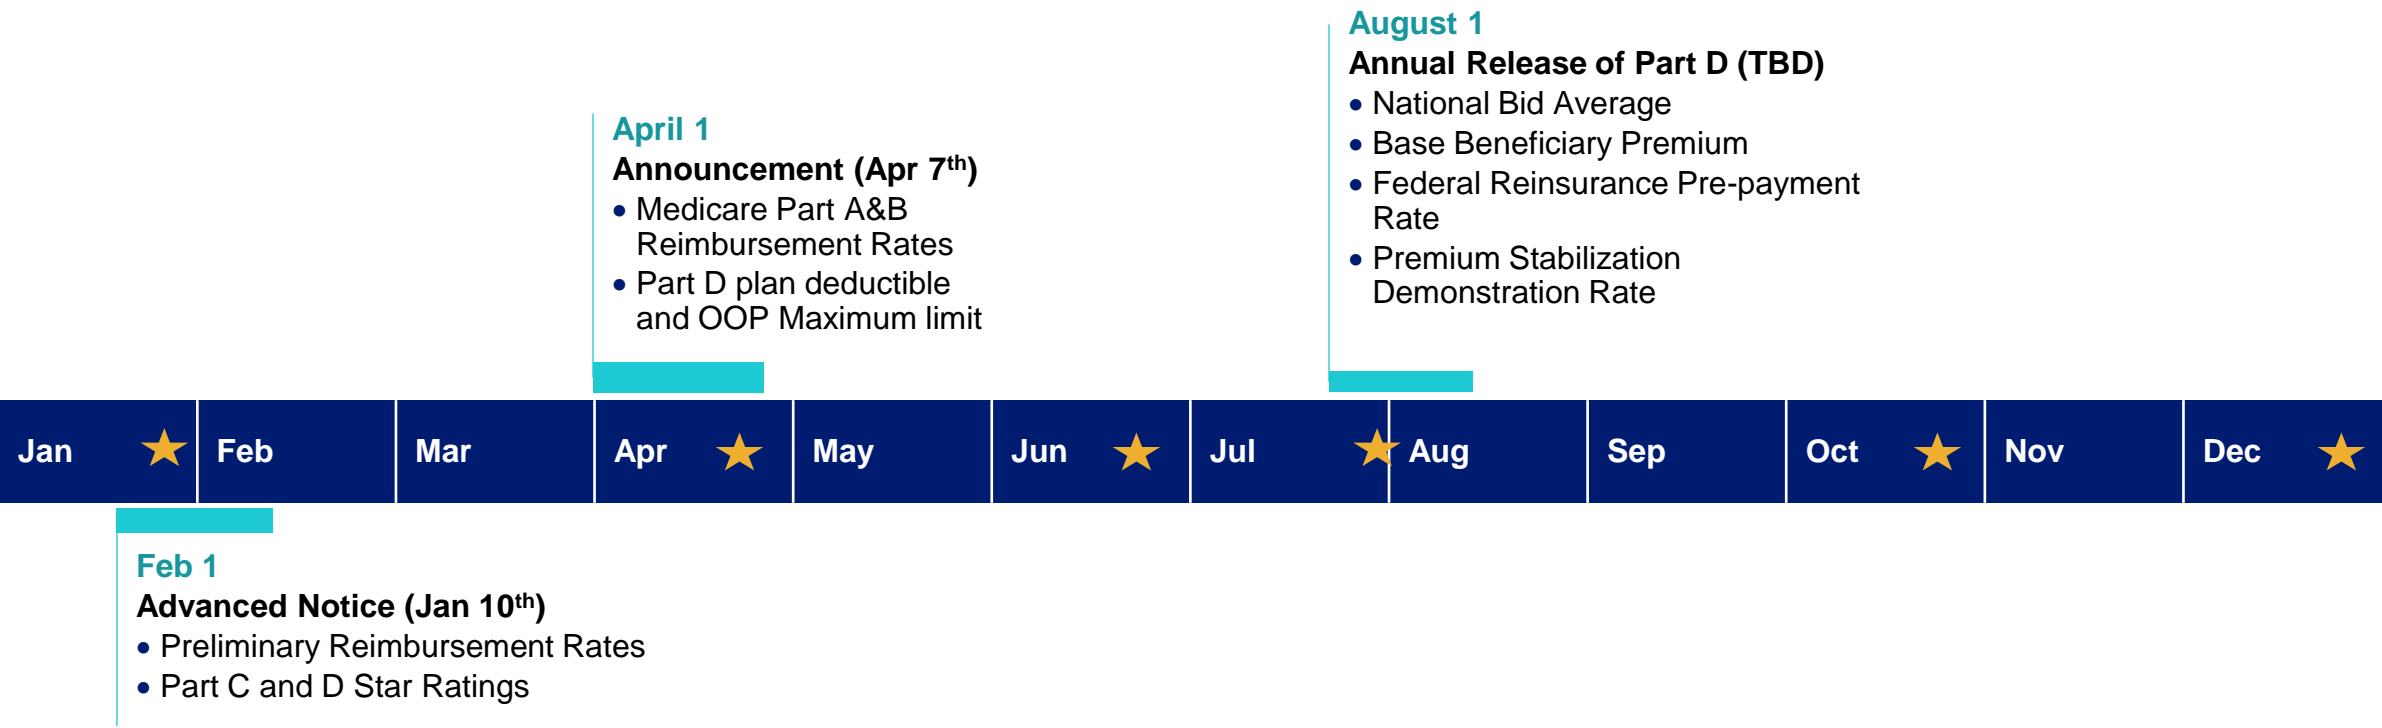 August 1
Annual Release of Part D (TBD)
• National Bid Average
• Base Beneficiary Premium
• Federal Reinsurance Pre-payment
Rate
• Premium Stabilization
Demonstration Rate
April 1
Announcement (Apr 7th)
• Medicare Part A&B
Reimbursement Rates
• Part D plan deductible
and OOP Maximum limit
Jan
Feb
Mar
Apr
May
Jun
Jul
Aug
Sep
Oct
Nov
Dec
Feb 1
Advanced Notice (Jan 10th)
• Preliminary Reimbursement Rates
• Part C and D Star Ratings